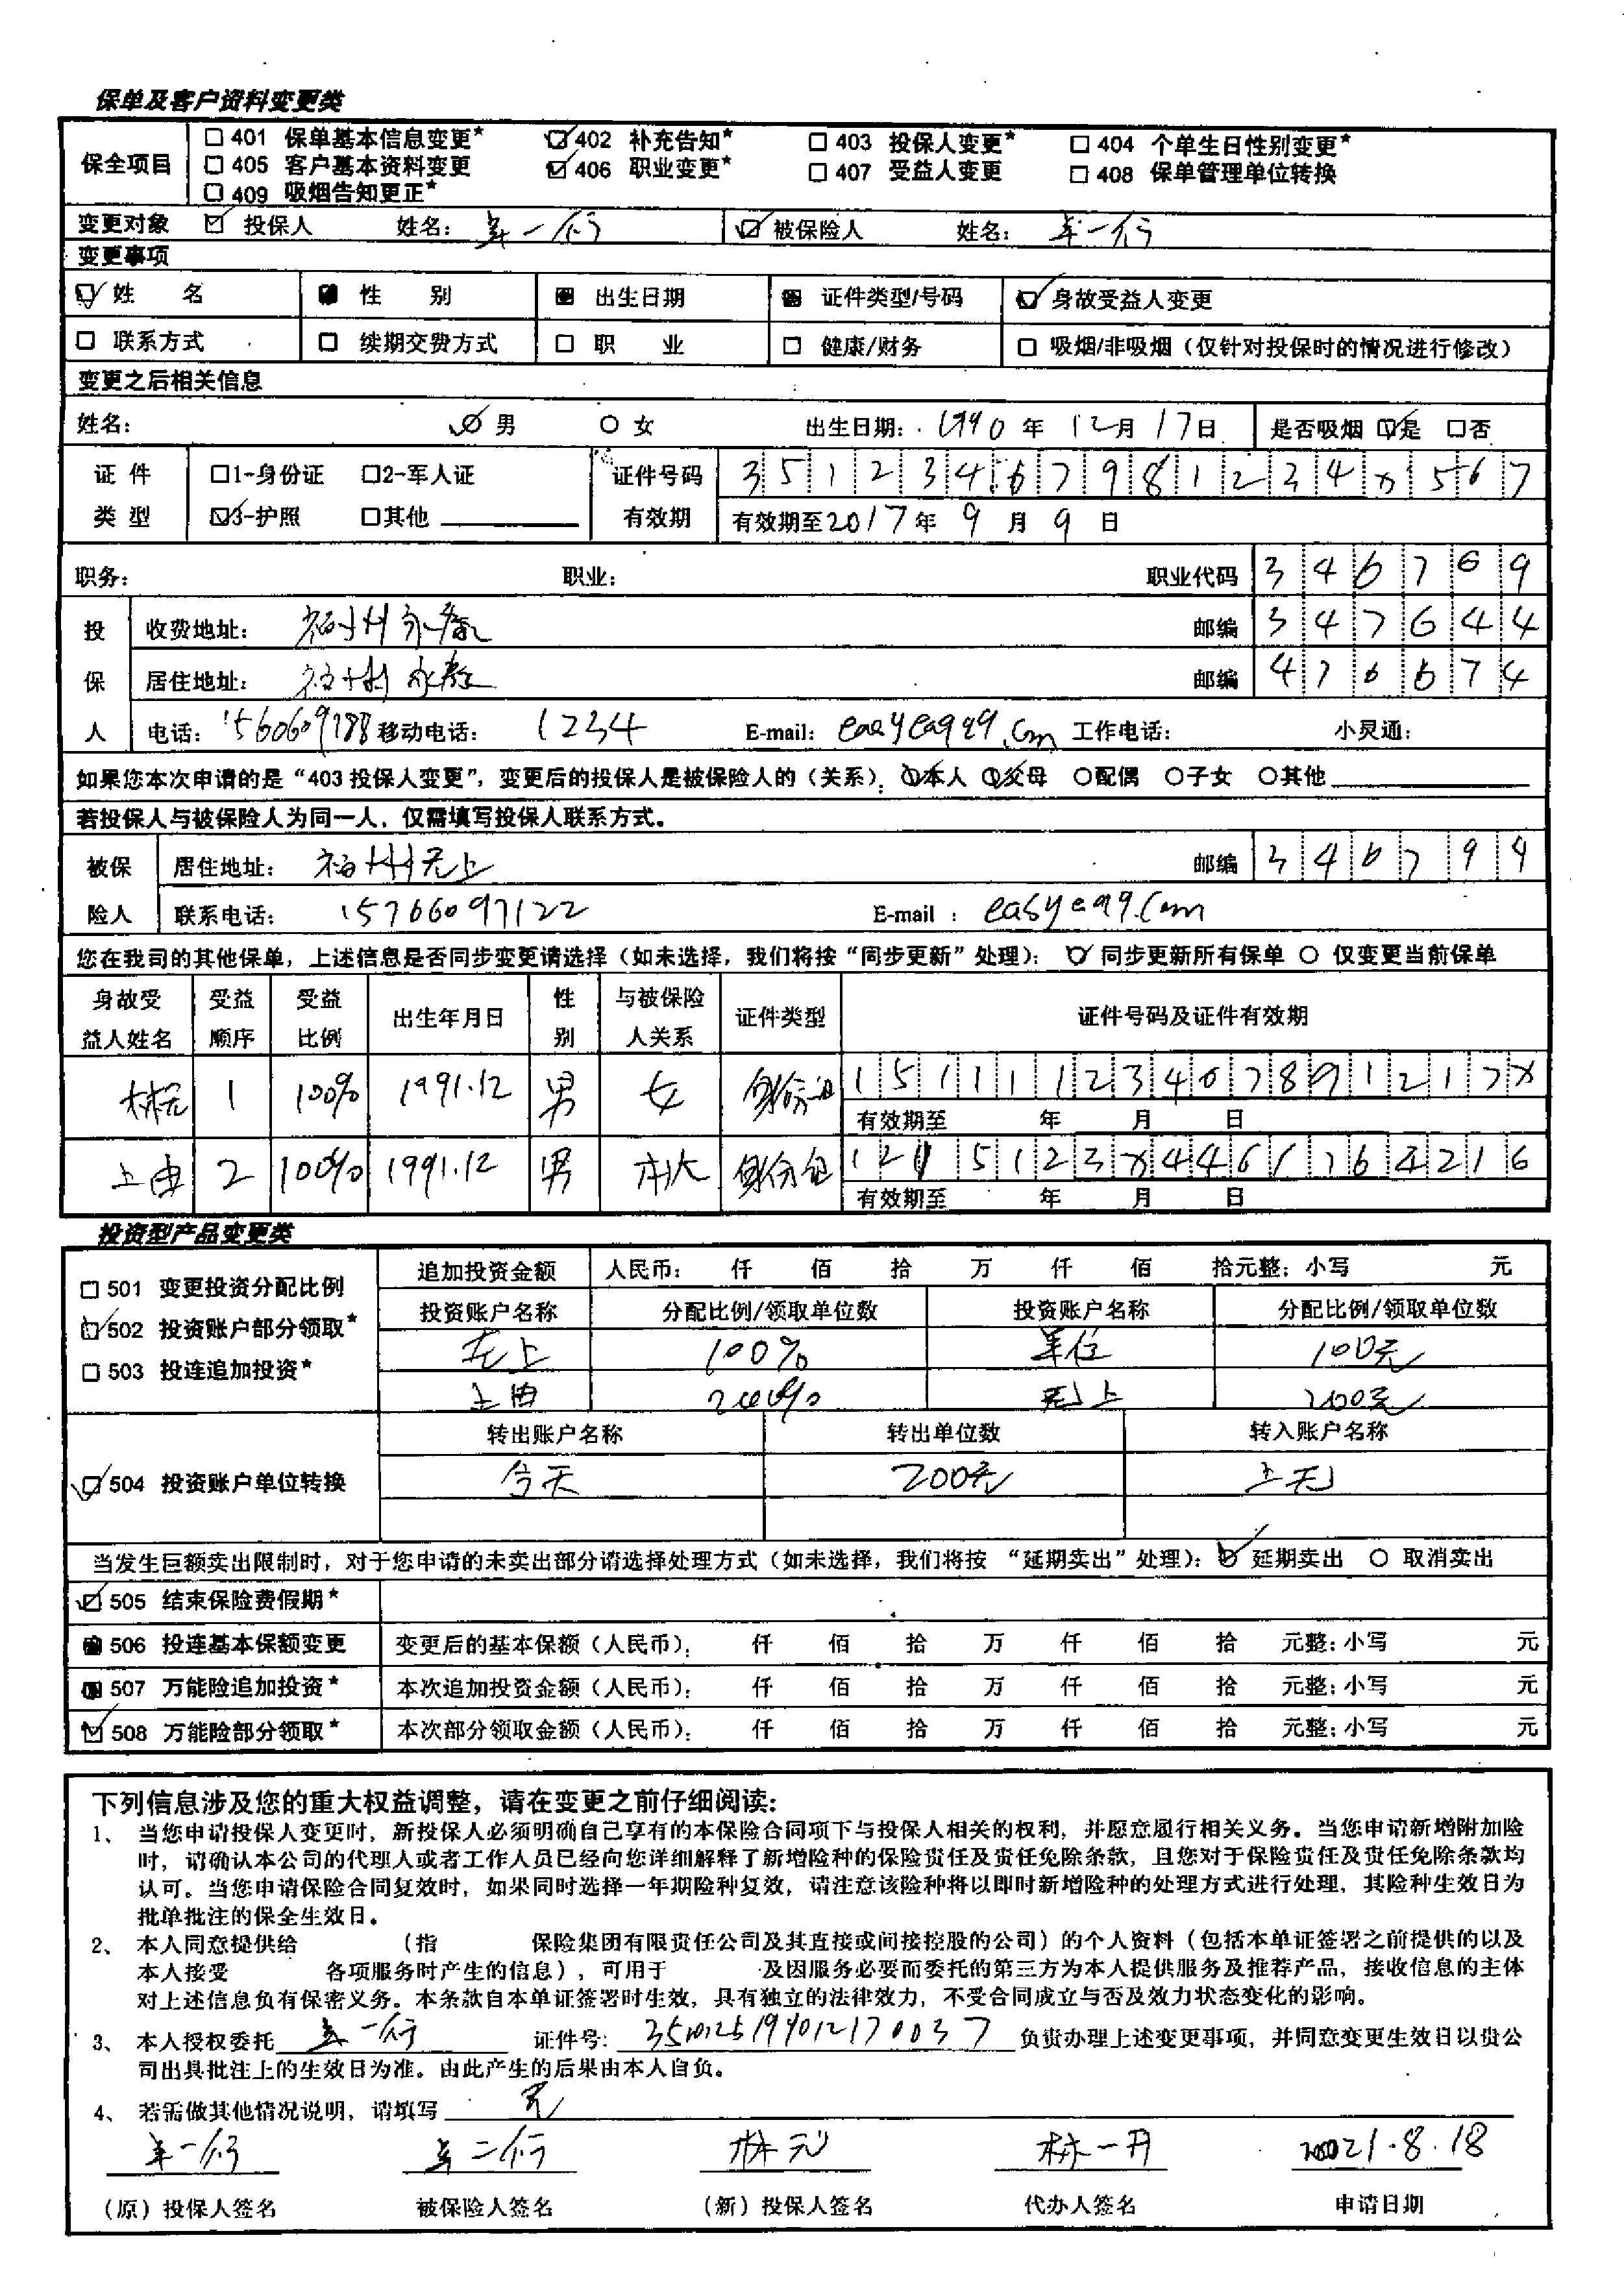 保单及客户资料变更类
保全项目 □ 401 保单基本信息变更* ☑ 402 补充告知* □ 403 投保人变更* □ 404 个单生日性别变更*
□ 405 客户基本资料变更 ☑ 406 职业变更* □ 407 受益人变更 □ 408 保单管理单位转换
□ 409 吸烟告知更正*
变更对象 ☑ 投保人 姓名: 一行 ☑ 被保险人 姓名: 一行
变更事项
☑ 姓 名 ■ 性 别 ■ 出生日期 ■ 证件类型/号码 ☑ 身故受益人变更
□ 联系方式 □ 续期交费方式 □ 职 业 □ 健康/财务 □ 吸烟/非吸烟（仅针对投保时的情况进行修改）
变更之后相关信息
姓名: ☑ 男 ○ 女 出生日期: 1990 年 12 月 17 日 是否吸烟 ☑是 □否
证 件 □1-身份证 □2-军人证 证件号码 3 5 1 2 3 4 6 7 9 8 1 2 3 4 x 5 6 7
类 型 ☑3-护照 □其他 有效期 有效期至 2017 年 9 月 9 日
职务: 职业: 职业代码 3 4 6 7 6 9
投 收费地址: 福州 邮编 3 4 7 6 4 4
保 居住地址: 福州 邮编 4 7 6 6 7 4
人 电话: 移动电话: 1234 E-mail: 工作电话: 小灵通:
如果您本次申请的是“403 投保人变更”，变更后的投保人是被保险人的（关系）: ☑本人 ☑父母 ○配偶 ○子女 ○其他
若投保人与被保险人为同一人，仅需填写投保人联系方式。
被保 居住地址: 福州无上 邮编 3 4 6 7 9 9
险人 联系电话: 15766097122 E-mail : easyeqq.com
您在我司的其他保单，上述信息是否同步变更请选择（如未选择，我们将按“同步更新”处理）: ☑ 同步更新所有保单 ○ 仅变更当前保单
身故受益人姓名 受益顺序 受益比例 出生年月日 性别 与被保险人关系 证件类型 证件号码及证件有效期
林元 1 100% 1991.12 男 女 身份证 1 5 1 1 1 1 2 3 4 6 7 8 9 1 2 1 7 x
有效期至 年 月 日
上由 2 100% 1991.12 男 身份证
有效期至 年 月 日
投资型产品变更类
□ 501 变更投资分配比例 追加投资金额 人民币: 仟 佰 拾 万 仟 佰 拾元整; 小写 元
☑ 502 投资账户部分领取* 投资账户名称 分配比例/领取单位数 投资账户名称 分配比例/领取单位数
□ 503 投连追加投资* 无上 100% 单位 100元
上由 200% 无上 200元
☑ 504 投资账户单位转换 转出账户名称 转出单位数 转入账户名称
今天 200元 上天
当发生巨额卖出限制时，对于您申请的未卖出部分请选择处理方式（如未选择，我们将按 “延期卖出”处理）: ☑ 延期卖出 ○ 取消卖出
☑ 505 结束保险费假期*
■ 506 投连基本保额变更 变更后的基本保额（人民币）: 仟 佰 拾 万 仟 佰 拾 元整; 小写 元
■ 507 万能险追加投资* 本次追加投资金额（人民币）: 仟 佰 拾 万 仟 佰 拾 元整; 小写 元
☑ 508 万能险部分领取* 本次部分领取金额（人民币）: 仟 佰 拾 万 仟 佰 拾 元整; 小写 元
下列信息涉及您的重大权益调整，请在变更之前仔细阅读:
1、 当您申请投保人变更时，新投保人必须明确自己享有的本保险合同项下与投保人相关的权利，并愿意履行相关义务。当您申请新增附加险
时，请确认本公司的代理人或者工作人员已经向您详细解释了新增险种的保险责任及责任免除条款，且您对于保险责任及责任免除条款均
认可。当您申请保险合同复效时，如果同时选择一年期险种复效，请注意该险种将以即时新增险种的处理方式进行处理，其险种生效日为
批单批注的保全生效日。
2、 本人同意提供给 （指 保险集团有限责任公司及其直接或间接控股的公司）的个人资料（包括本单证签署之前提供的以及
本人接受 各项服务时产生的信息），可用于 及因服务必要而委托的第三方为本人提供服务及推荐产品，接收信息的主体
对上述信息负有保密义务。本条款自本单证签署时生效，具有独立的法律效力，不受合同成立与否及效力状态变化的影响。
3、 本人授权委托 一行 证件号: 负责办理上述变更事项，并同意变更生效日以贵公
司出具批注上的生效日为准。由此产生的后果由本人自负。
4、 若需做其他情况说明，请填写 无
一行 二行 林元 林一丹 2021.8.18
（原）投保人签名 被保险人签名 （新）投保人签名 代办人签名 申请日期